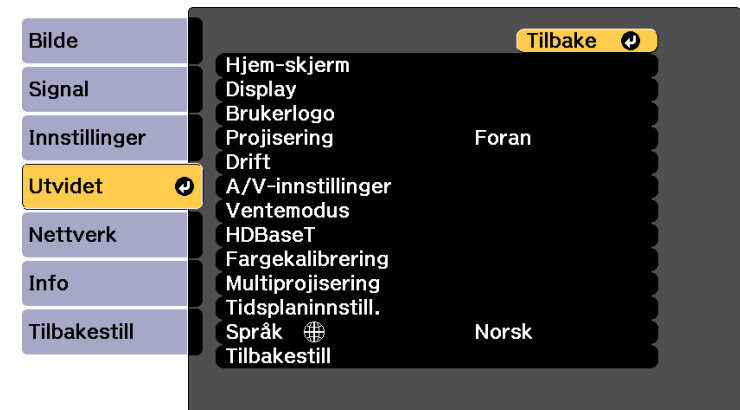 Bilde
Signal
Innstillinger
Utvidet
Nettverk
Info
Tilbakestill
Tilbake
Hjem-skjerm
Display
Brukerlogo
Projisering Foran
Drift
A/V-innstillinger
Ventemodus
HDBaseT
Fargekalibrering
Multiprojisering
Tidsplaninnstill.
Språk Norsk
Tilbakestill